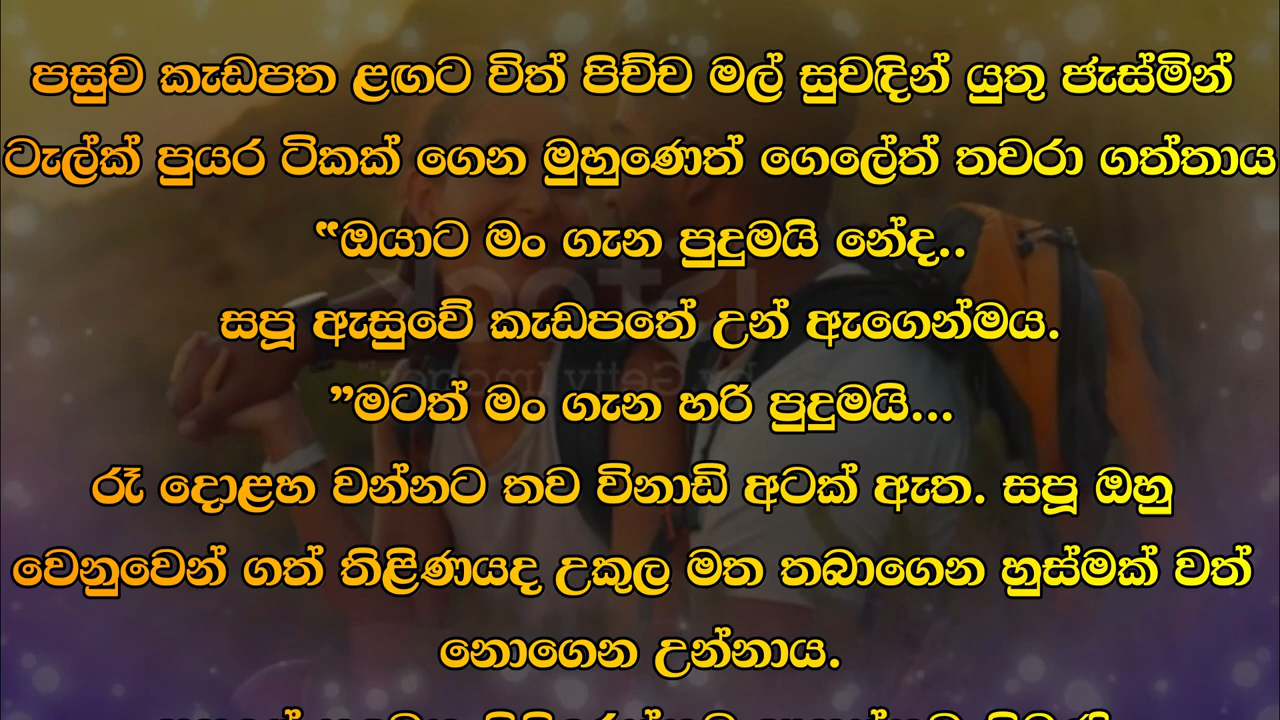 පසුව කැඩපත ළඟට විත් පිච්ච මල් සුවඳින් යුතු ජැස්මින්
ටැල්ක් පුයර ටිකක් ගෙන මුහුණෙත් ගෙලේත් තවරා ගත්තාය
“ඔයාට මං ගැන පුදුමයි නේද..
සපූ ඇසුවේ කැඩපතේ උන් ඇගෙන්මය.
”මටත් මං ගැන හරි පුදුමයි...
රෑ දොළහ වන්නට තව විනාඩි අටක් ඇත. සපූ ඔහු
වෙනුවෙන් ගත් තිළිණයද උකුල මත තබාගෙන හුස්මක් වත්
නොගෙන උන්නාය.